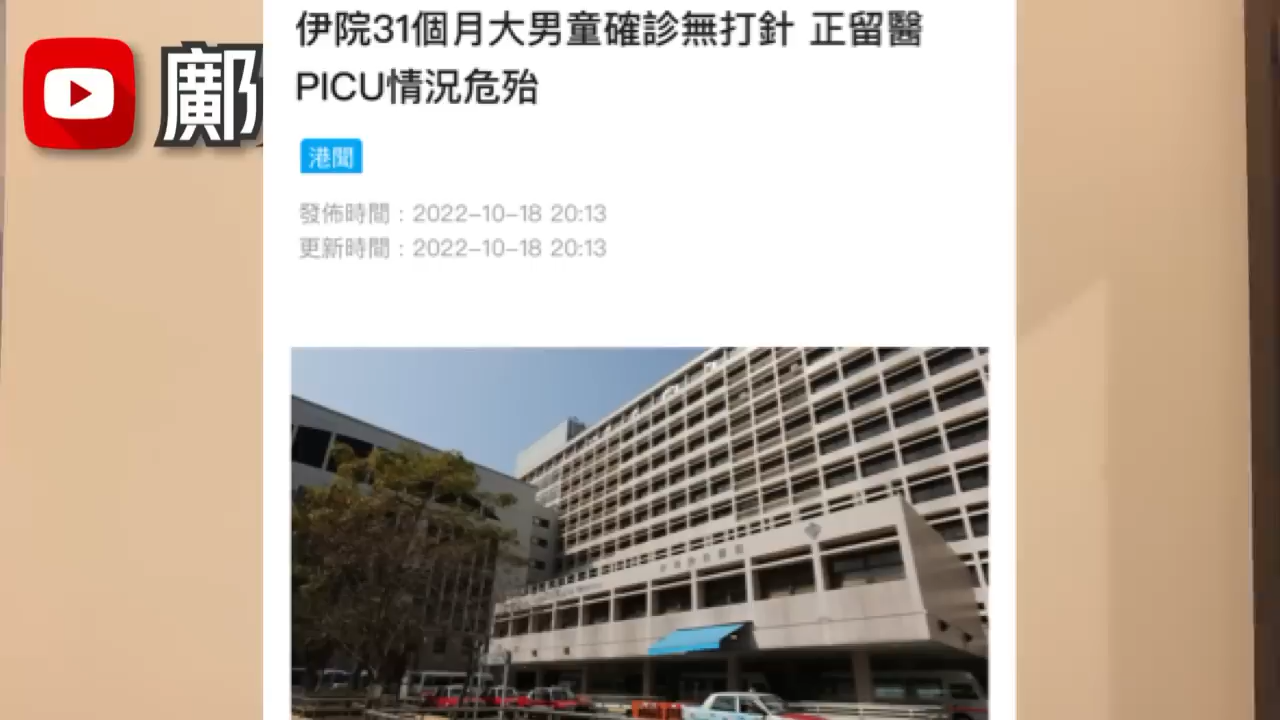 伊院31個月大男童確診無打針 正留醫
PICU情況危殆
鄺
港聞
發佈時間：2022-10-18 20:13
更新時間：2022-10-18 20:13